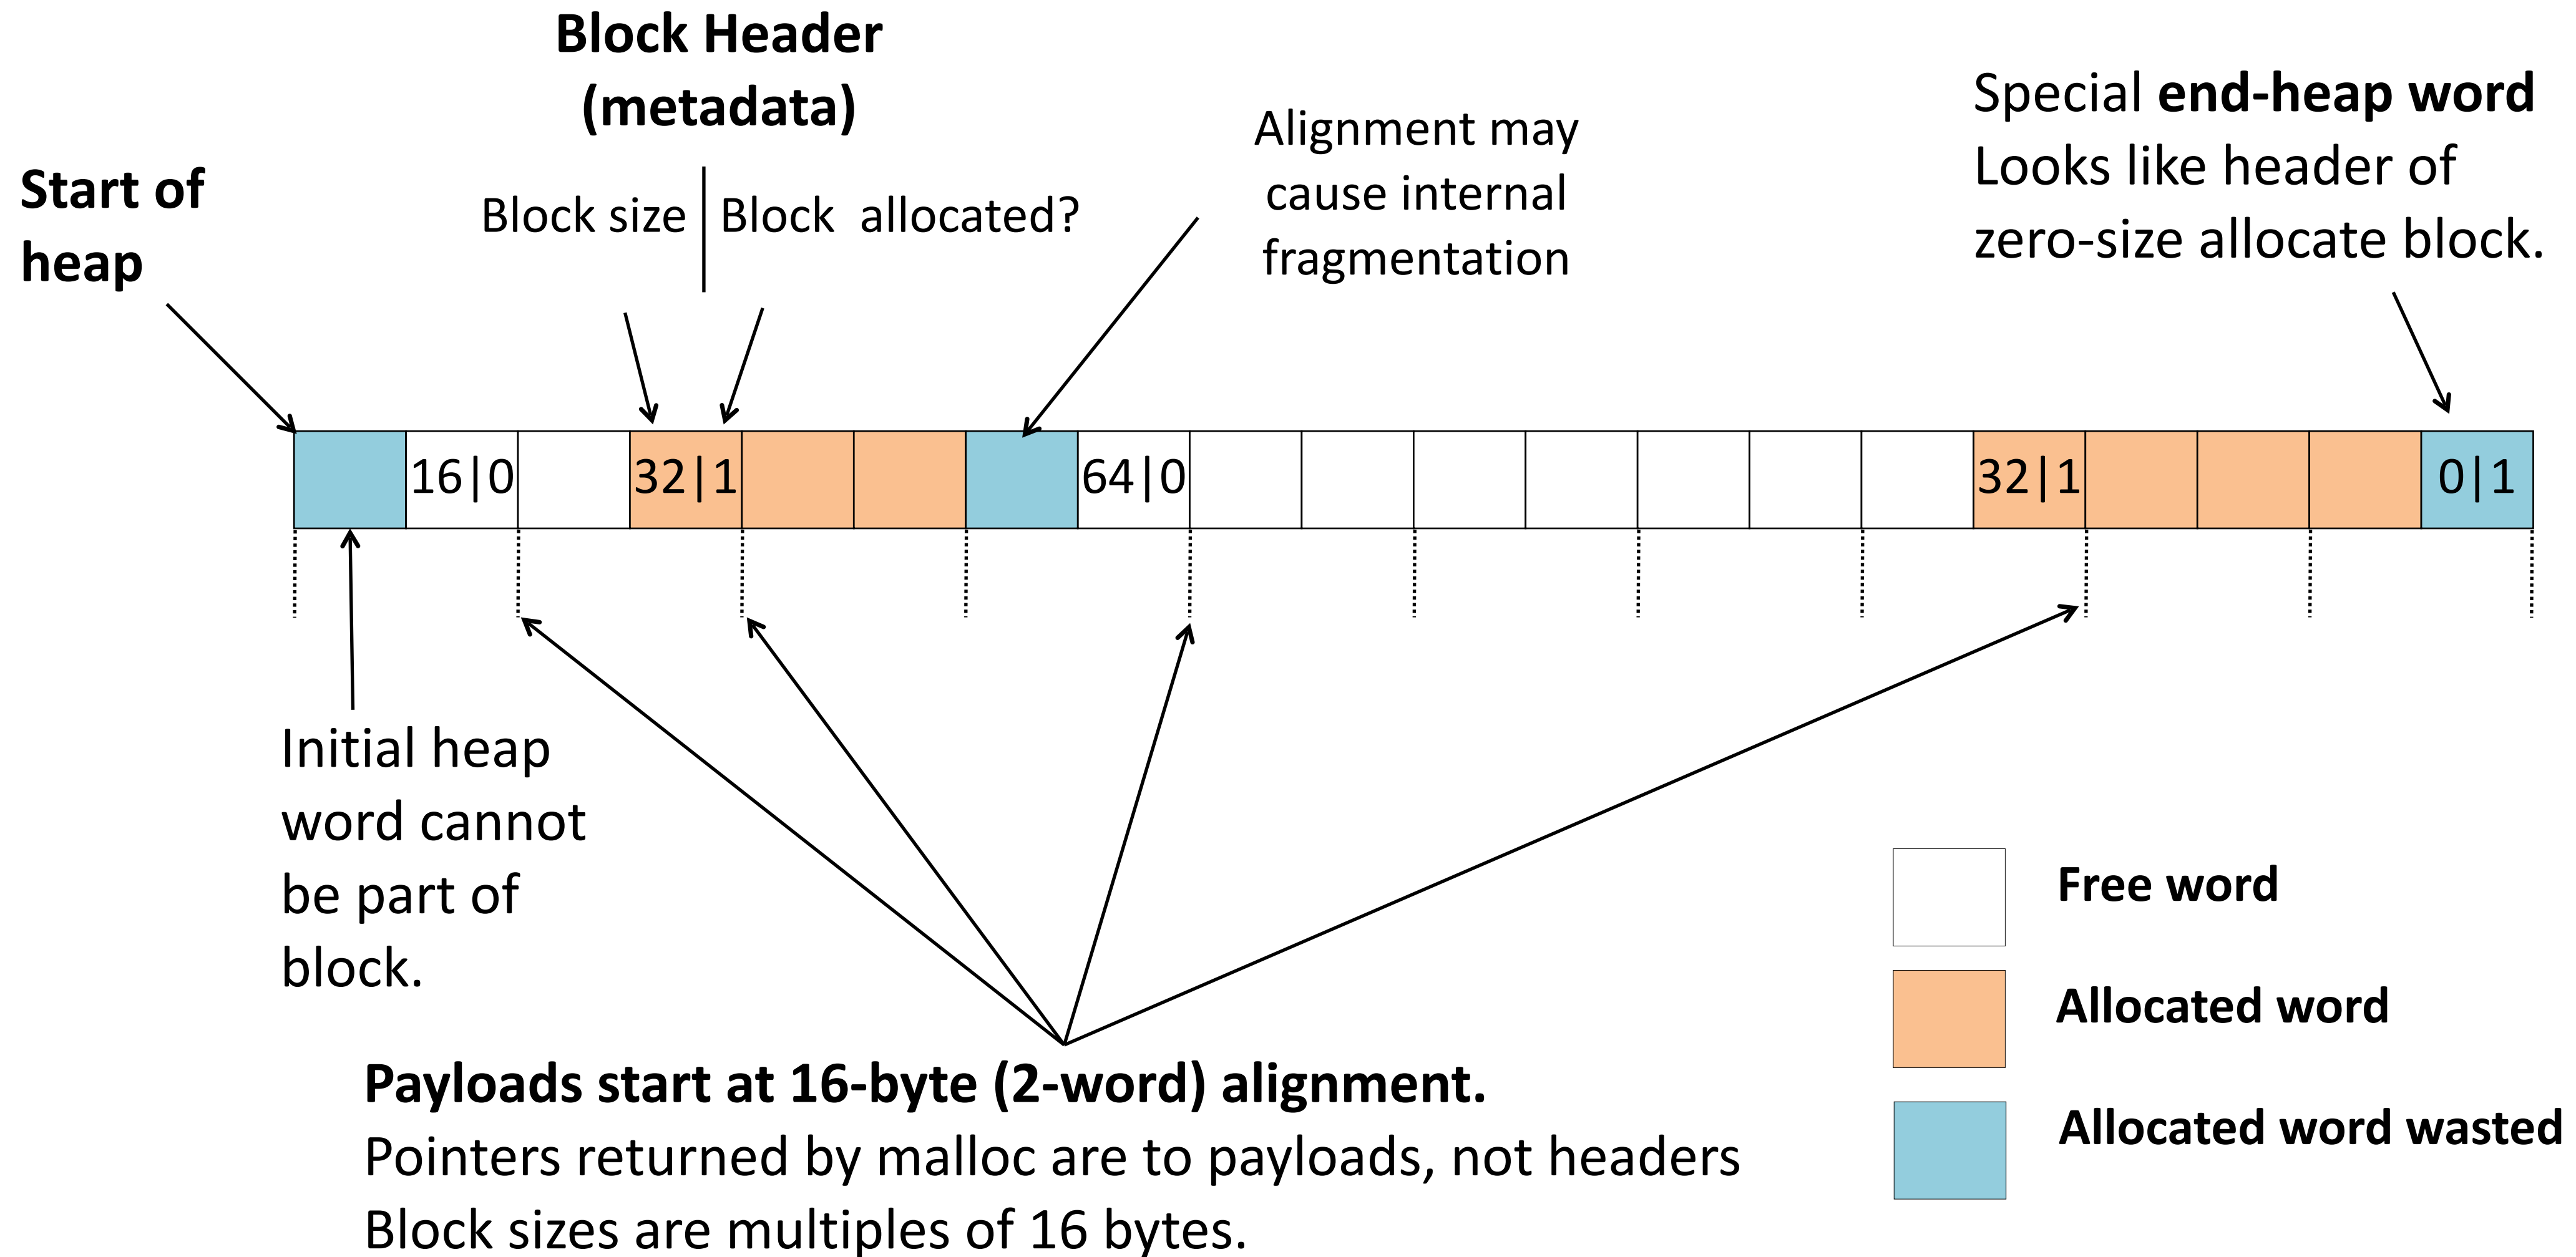 Block Header
(metadata)
Start of
heap
Block size
Block  allocated?
Alignment may
cause internal
fragmentation
Special end-heap word
Looks like header of
zero-size allocate block.
16|0
32|1
64|0
32|1
0|1
Initial heap
word cannot
be part of
block.
Payloads start at 16-byte (2-word) alignment.
Pointers returned by malloc are to payloads, not headers
Block sizes are multiples of 16 bytes.
Free word
Allocated word
Allocated word wasted